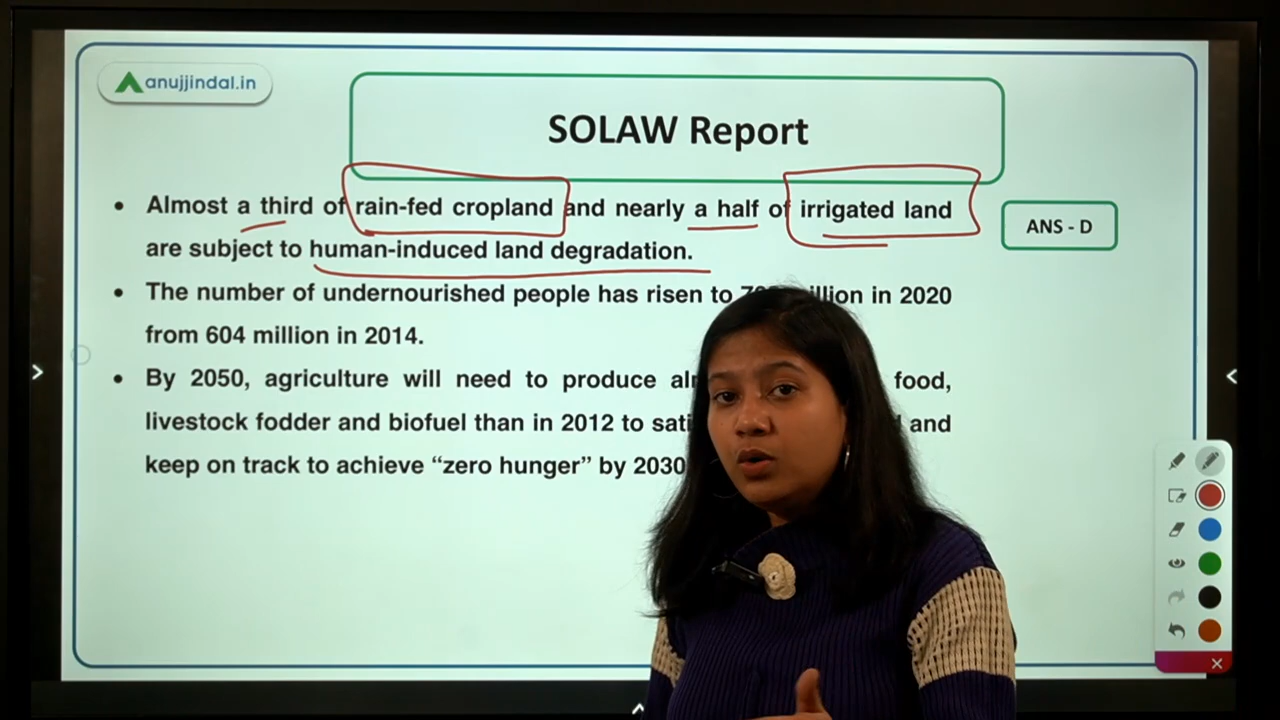 anujjindal.in
SOLAW Report
• Almost a third of rain-fed cropland and nearly a half of irrigated land
are subject to human-induced land degradation.
ANS - D
• The number of undernourished people has risen to in 2020
from 604 million in 2014.
• By 2050, agriculture will need to produce food,
livestock fodder and biofuel than in 2012 to and
keep on track to achieve “zero hunger” by 2030